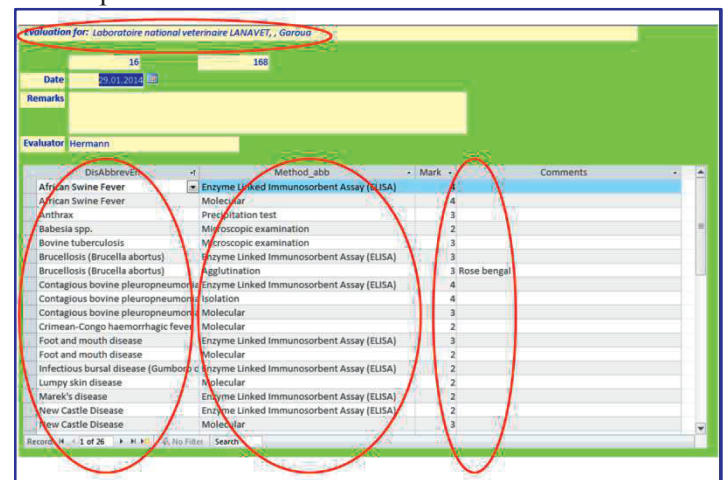 Evaluation for: Laboratoire national veterinaire LANAVET, , Garoua
16 168
Date 29.01.2014
Remarks
Evaluator Hermann
DisAbbrevEn Method_abb Mark Comments
African Swine Fever Enzyme Linked Immunosorbent Assay (ELISA) 4
African Swine Fever Molecular 4
Anthrax Precipitation test 3
Babesia spp. Microscopic examination 2
Bovine tuberculosis Microscopic examination 3
Brucellosis (Brucella abortus) Enzyme Linked Immunosorbent Assay (ELISA) 3
Brucellosis (Brucella abortus) Agglutination 3 Rose bengal
Contagious bovine pleuropneumonia Enzyme Linked Immunosorbent Assay (ELISA) 4
Contagious bovine pleuropneumonia Isolation 4
Contagious bovine pleuropneumonia Molecular 3
Crimean-Congo haemorrhagic fever Molecular 2
Foot and mouth disease Enzyme Linked Immunosorbent Assay (ELISA) 3
Foot and mouth disease Molecular 2
Infectious bursal disease (Gumboro d Enzyme Linked Immunosorbent Assay (ELISA) 2
Lumpy skin disease Molecular 2
Marek's disease Enzyme Linked Immunosorbent Assay (ELISA) 2
New Castle Disease Enzyme Linked Immunosorbent Assay (ELISA) 2
New Castle Disease Molecular 3
Record: 1 of 26 No Filter Search